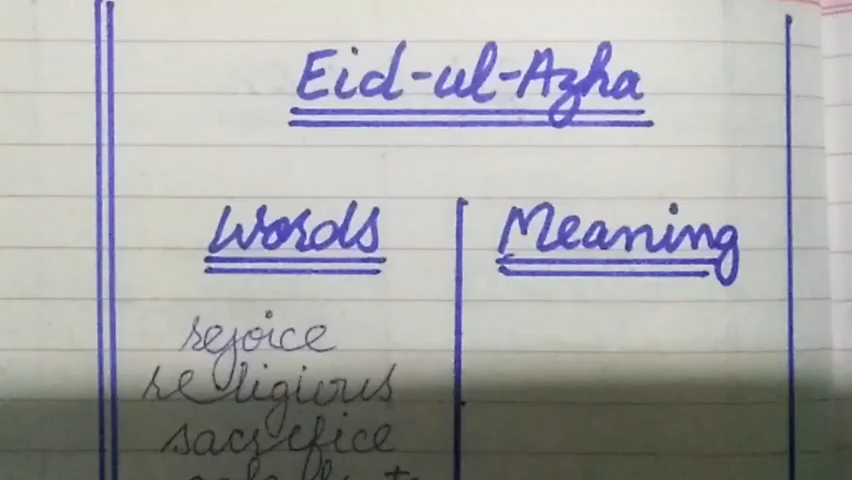 Eid-ul-Azha
Words Meaning
rejoice
religious
sacrifice